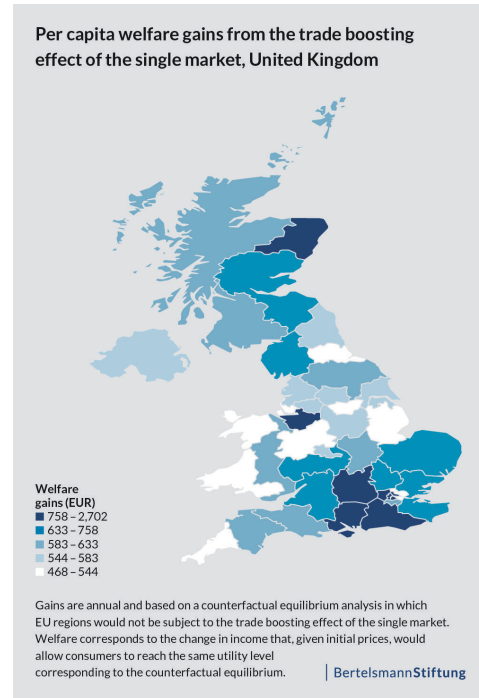 Per capita welfare gains from the trade boosting
effect of the single market, United Kingdom
Welfare
gains (EUR)
758 – 2,702
633 – 758
583 – 633
544 – 583
468 – 544
Gains are annual and based on a counterfactual equilibrium analysis in which
EU regions would not be subject to the trade boosting effect of the single market.
Welfare corresponds to the change in income that, given initial prices, would
allow consumers to reach the same utility level
corresponding to the counterfactual equilibrium.
BertelsmannStiftung